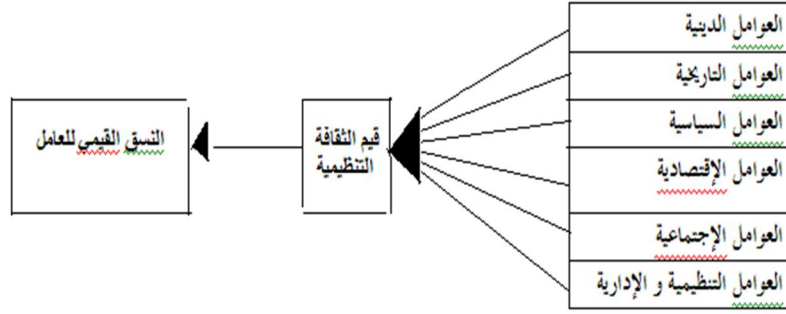 العوامل الدينية
العوامل التاريخية
العوامل السياسية
العوامل الإقتصادية
العوامل الإجتماعية
العوامل التنظيمية و الإدارية
قيم الثقافة
التنظيمية
النسق القيمي للعامل